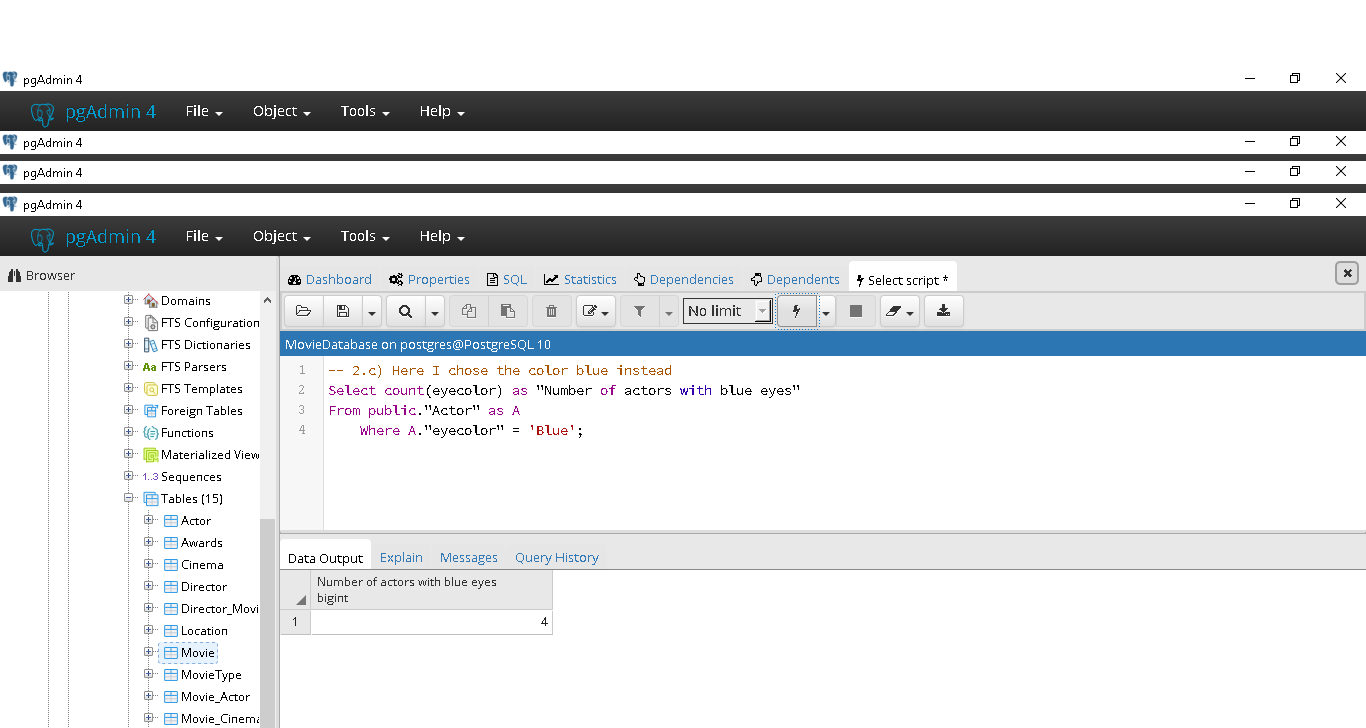 pgAdmin 4
pgAdmin 4 File Object Tools Help
pgAdmin 4
pgAdmin 4
pgAdmin 4
pgAdmin 4 File Object Tools Help
Browser
Domains
FTS Configuration
FTS Dictionaries
Aa FTS Parsers
FTS Templates
Foreign Tables
Functions
Materialized View
1..3 Sequences
Tables (15)
Actor
Awards
Cinema
Director
Director_Movi
Location
Movie
MovieType
Movie_Actor
Movie_Cinema
Dashboard Properties SQL Statistics Dependencies Dependents Select script *
No limit
MovieDatabase on postgres@PostgreSQL 10
1 -- 2.c) Here I chose the color blue instead
2 Select count(eyecolor) as "Number of actors with blue eyes"
3 From public."Actor" as A
4 Where A."eyecolor" = 'Blue';
Data Output Explain Messages Query History
Number of actors with blue eyes
bigint
1 4